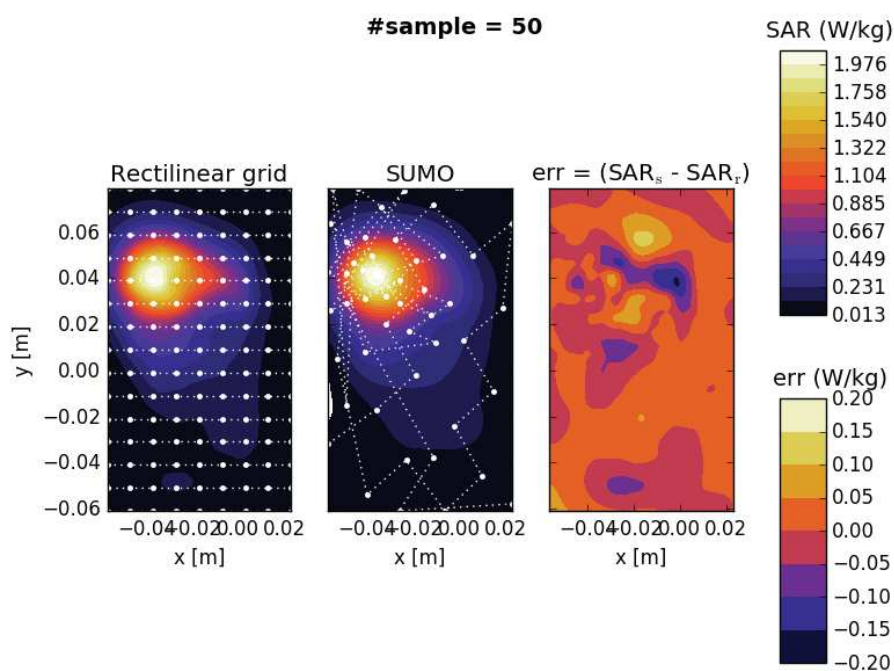 #sample = 50
SAR (W/kg)
1.976
1.758
1.540
1.322
1.104
0.885
0.667
0.449
0.231
0.013
Rectilinear grid
SUMO
err = (SARs - SARr)
y [m]
0.06
0.04
0.02
0.00
−0.02
−0.04
−0.06
−0.04 −0.02 0.00 0.02
x [m]
−0.04 −0.02 0.00 0.02
x [m]
−0.04 −0.02 0.00 0.02
x [m]
err (W/kg)
0.20
0.15
0.10
0.05
0.00
−0.05
−0.10
−0.15
−0.20